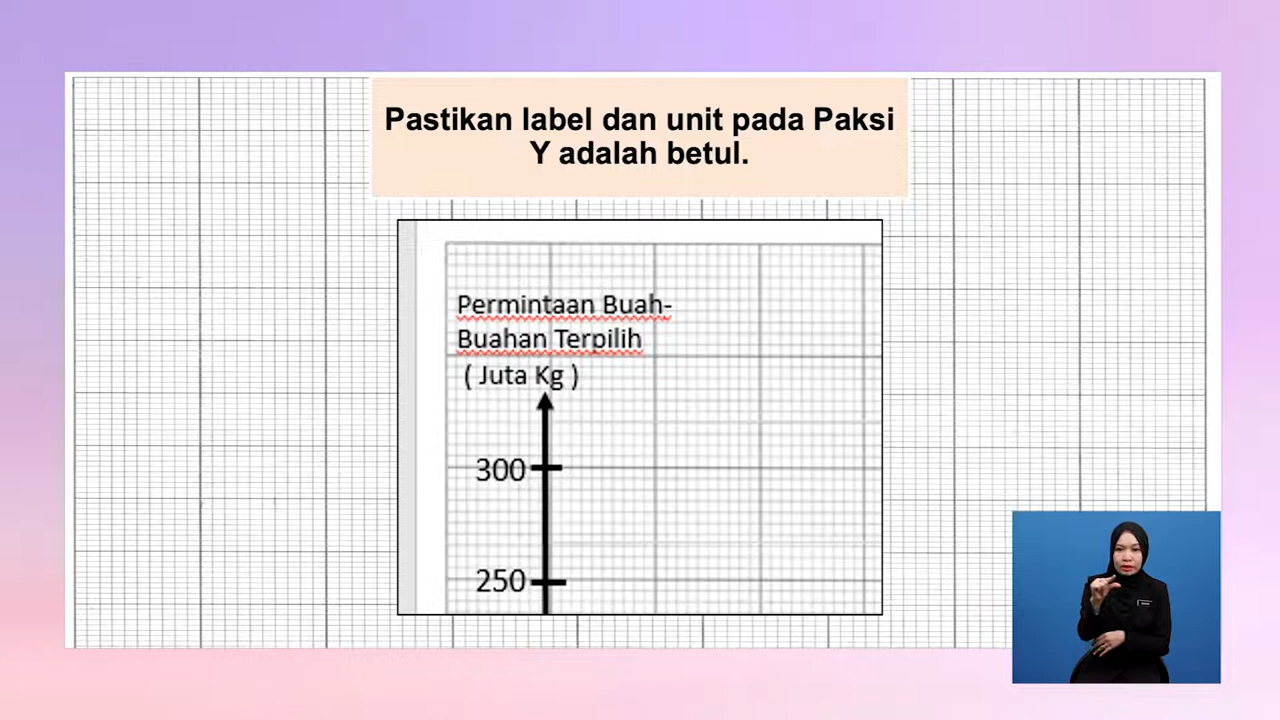 Pastikan label dan unit pada Paksi
Y adalah betul.
Permintaan Buah-
Buahan Terpilih
( Juta Kg )
300
250